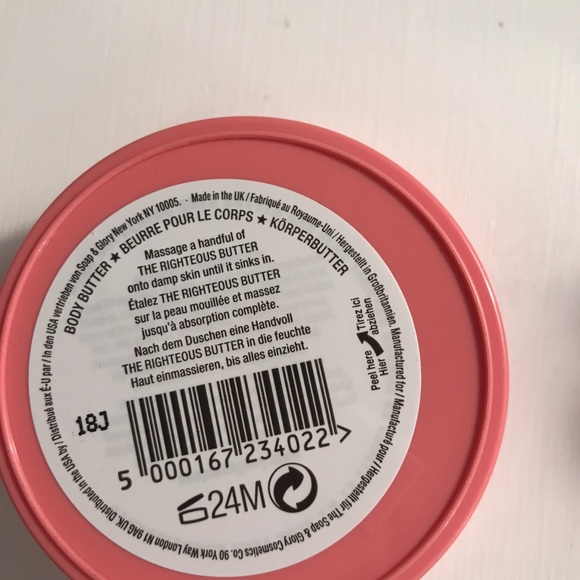 BODY BUTTER ★ BEURRE POUR LE CORPS ★ KÖRPERBUTTER
Massage a handful of
THE RIGHTEOUS BUTTER
onto damp skin until it sinks in.
Étalez THE RIGHTEOUS BUTTER
sur la peau mouillée et massez
jusqu'à absorption complète.
Nach dem Duschen eine Handvoll
THE RIGHTEOUS BUTTER in die feuchte
Haut einmassieren, bis alles einzieht.
Peel here Tirez ici
Hier abziehen
18J
5 000167 234022 >
24M
Made in the UK / Fabriqué au Royaume-Uni / Hergestellt in Großbritannien. Manufactured for / Manufacturé pour / Hergestellt für The Soap & Glory Cosmetics Co. 90 York Way London N1 9AG UK. Distributed in the USA by / Distribué aux É-U par / In den USA vertrieben von Soap & Glory New York NY 10005. ·